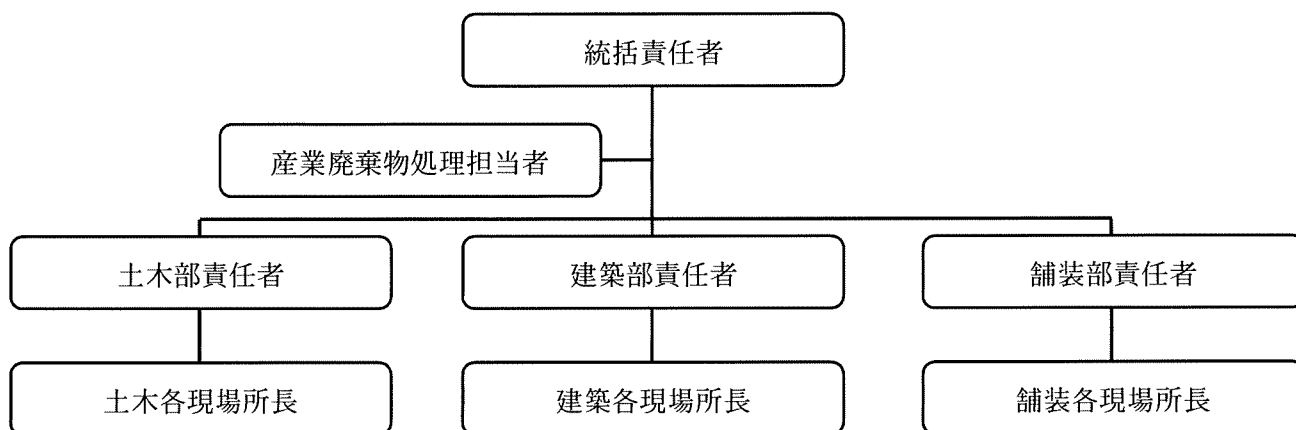 統括責任者
産業廃棄物処理担当者
土木部責任者
建築部責任者
舗装部責任者
土木各現場所長
建築各現場所長
舗装各現場所長